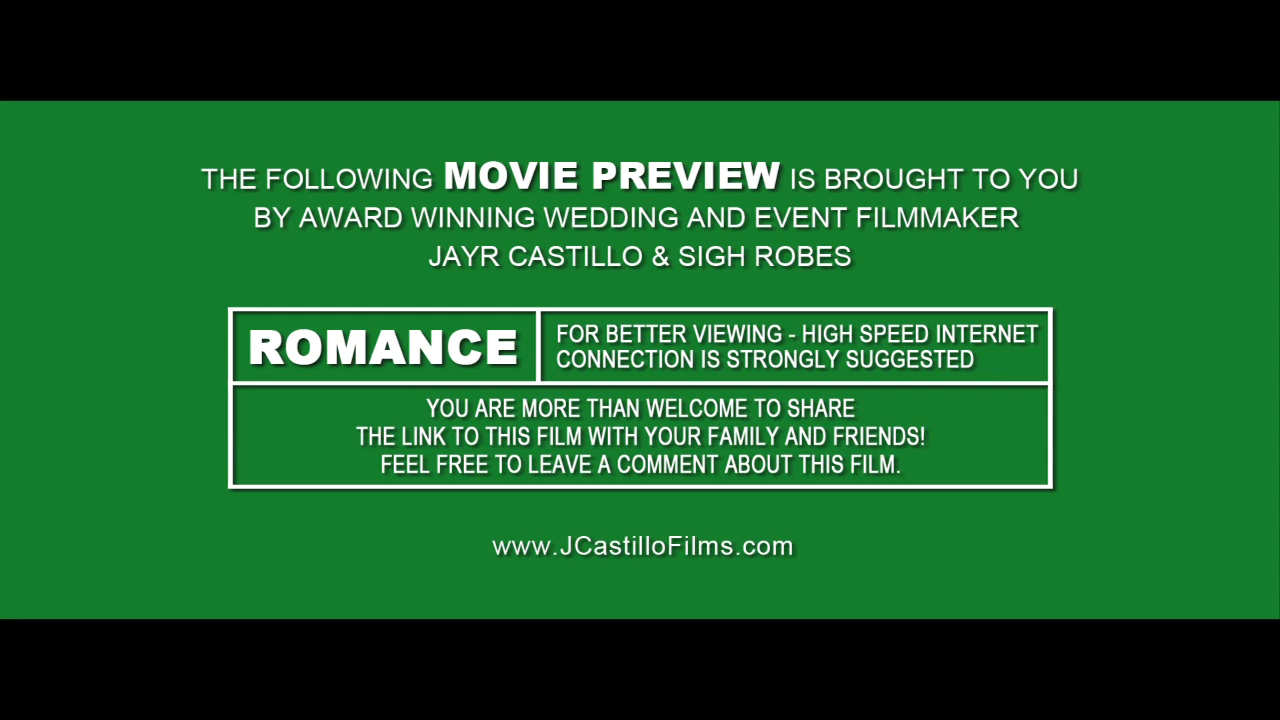 THE FOLLOWING MOVIE PREVIEW IS BROUGHT TO YOU
BY AWARD WINNING WEDDING AND EVENT FILMMAKER
JAYR CASTILLO & SIGH ROBES
ROMANCE
FOR BETTER VIEWING - HIGH SPEED INTERNET
CONNECTION IS STRONGLY SUGGESTED
YOU ARE MORE THAN WELCOME TO SHARE
THE LINK TO THIS FILM WITH YOUR FAMILY AND FRIENDS!
FEEL FREE TO LEAVE A COMMENT ABOUT THIS FILM.
www.JCastilloFilms.com